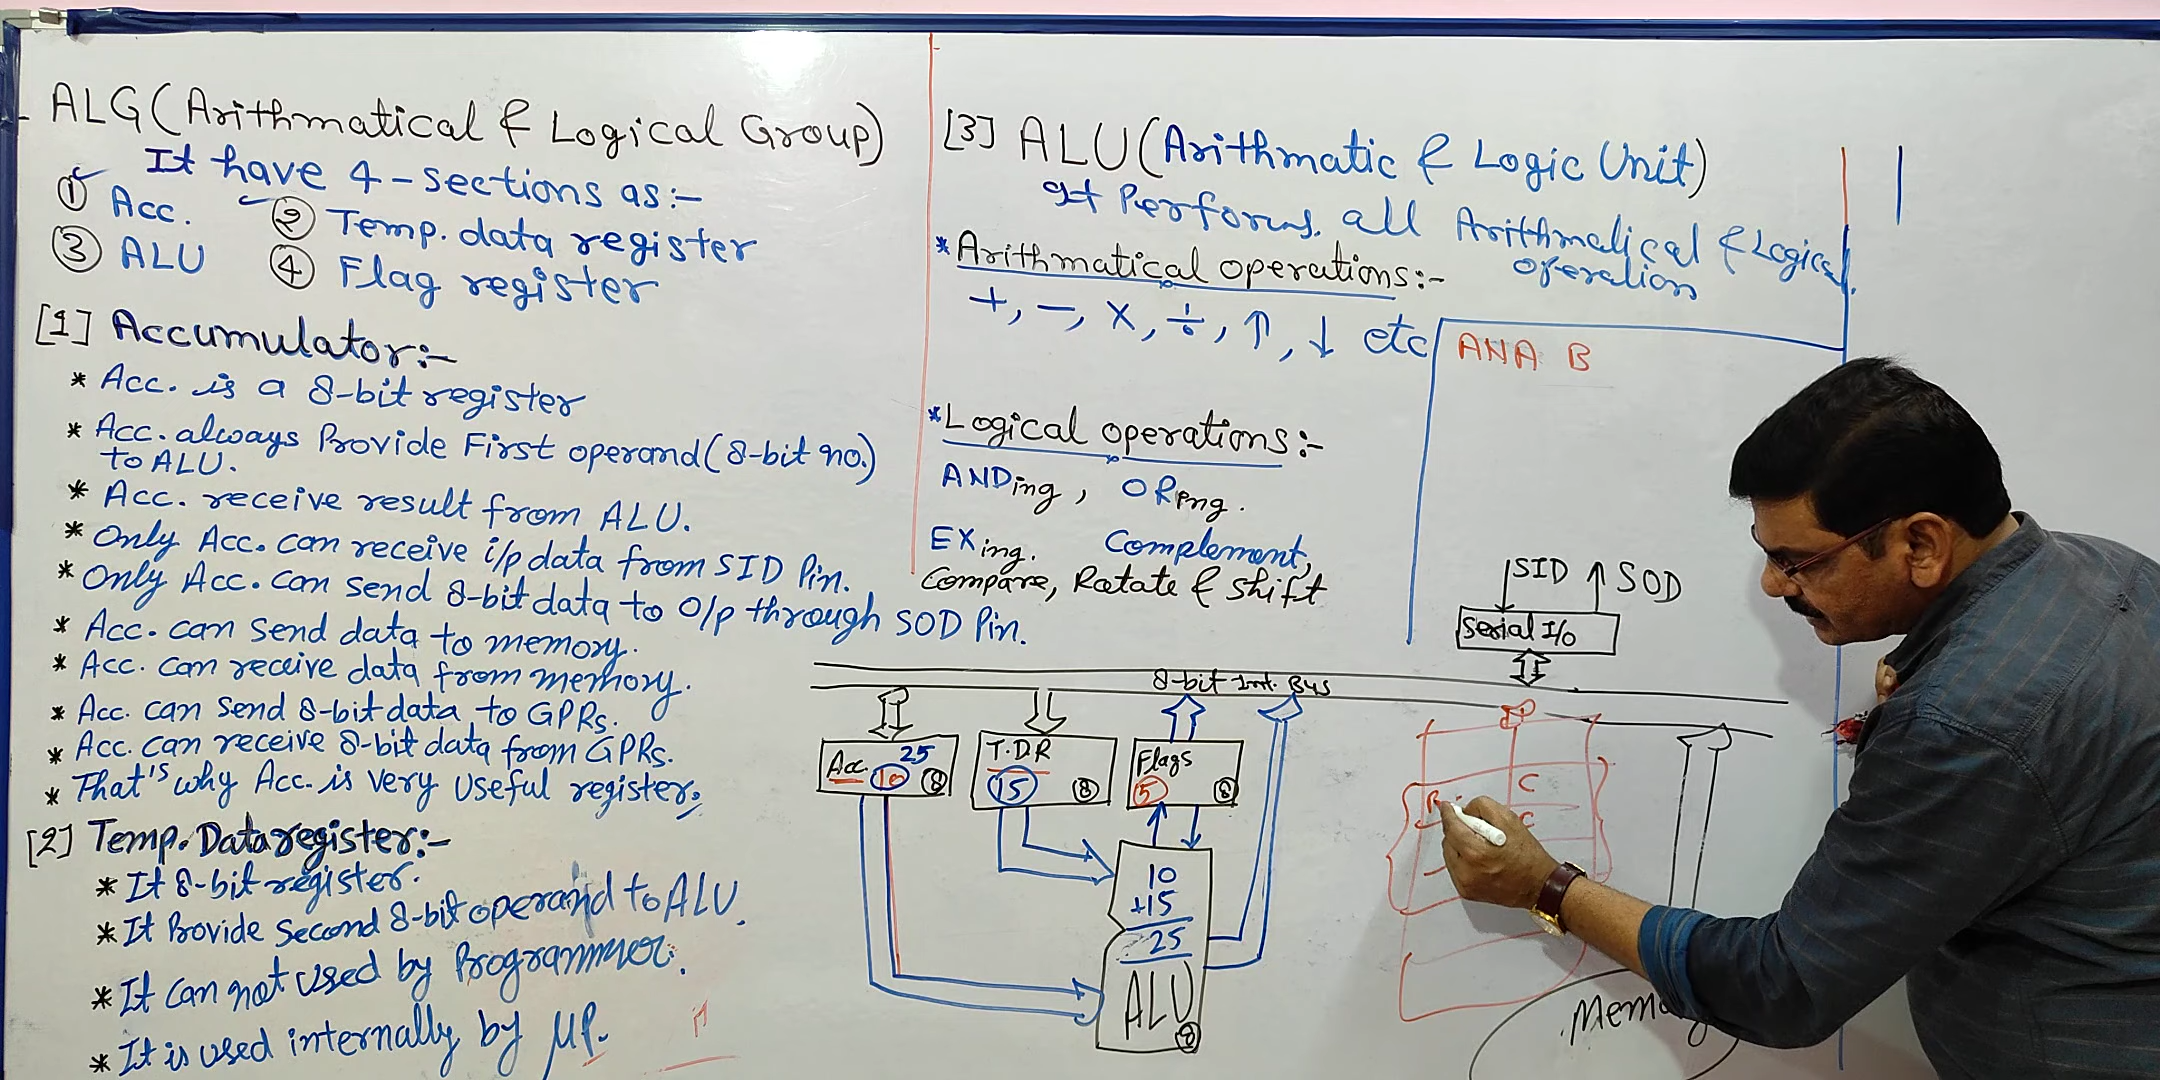 ALG (Arithmatical & Logical Group)
It have 4-sections as:-
① Acc. ② Temp. data register
③ ALU ④ Flag register
[1] Accumulator:-
* Acc. is a 8-bit register
* Acc. always Provide First operand (8-bit no.)
to ALU.
* Acc. receive result from ALU.
* Only Acc. can receive i/p data from SID Pin.
* Only Acc. can send 8-bit data to O/p through SOD Pin.
* Acc. can send data to memory.
* Acc. can receive data from memory.
* Acc. can send 8-bit data to GPRs.
* Acc. can receive 8-bit data from GPRs.
* That's why Acc. is very useful register.
[2] Temp. Data register:-
* It 8-bit register.
* It Provide Second 8-bit operand to ALU.
* It can not used by Programmer.
* It is used internally by μP.
[3] ALU (Arithmatic & Logic Unit)
It Performs all Arithmatical & Logical
operation
* Arithmatical operations:-
+, −, ×, ÷, ↑, ↓ etc
* Logical operations:-
ANDing, ORing.
EXing. Complement,
Compare, Rotate & Shift
ANA B
SID SOD
Serial I/O
8-bit Int. Bus
Acc. 10 25 8
T.D.R 15 8
Flags 5 8
10
+15
25
ALU
8
C
C
Memory